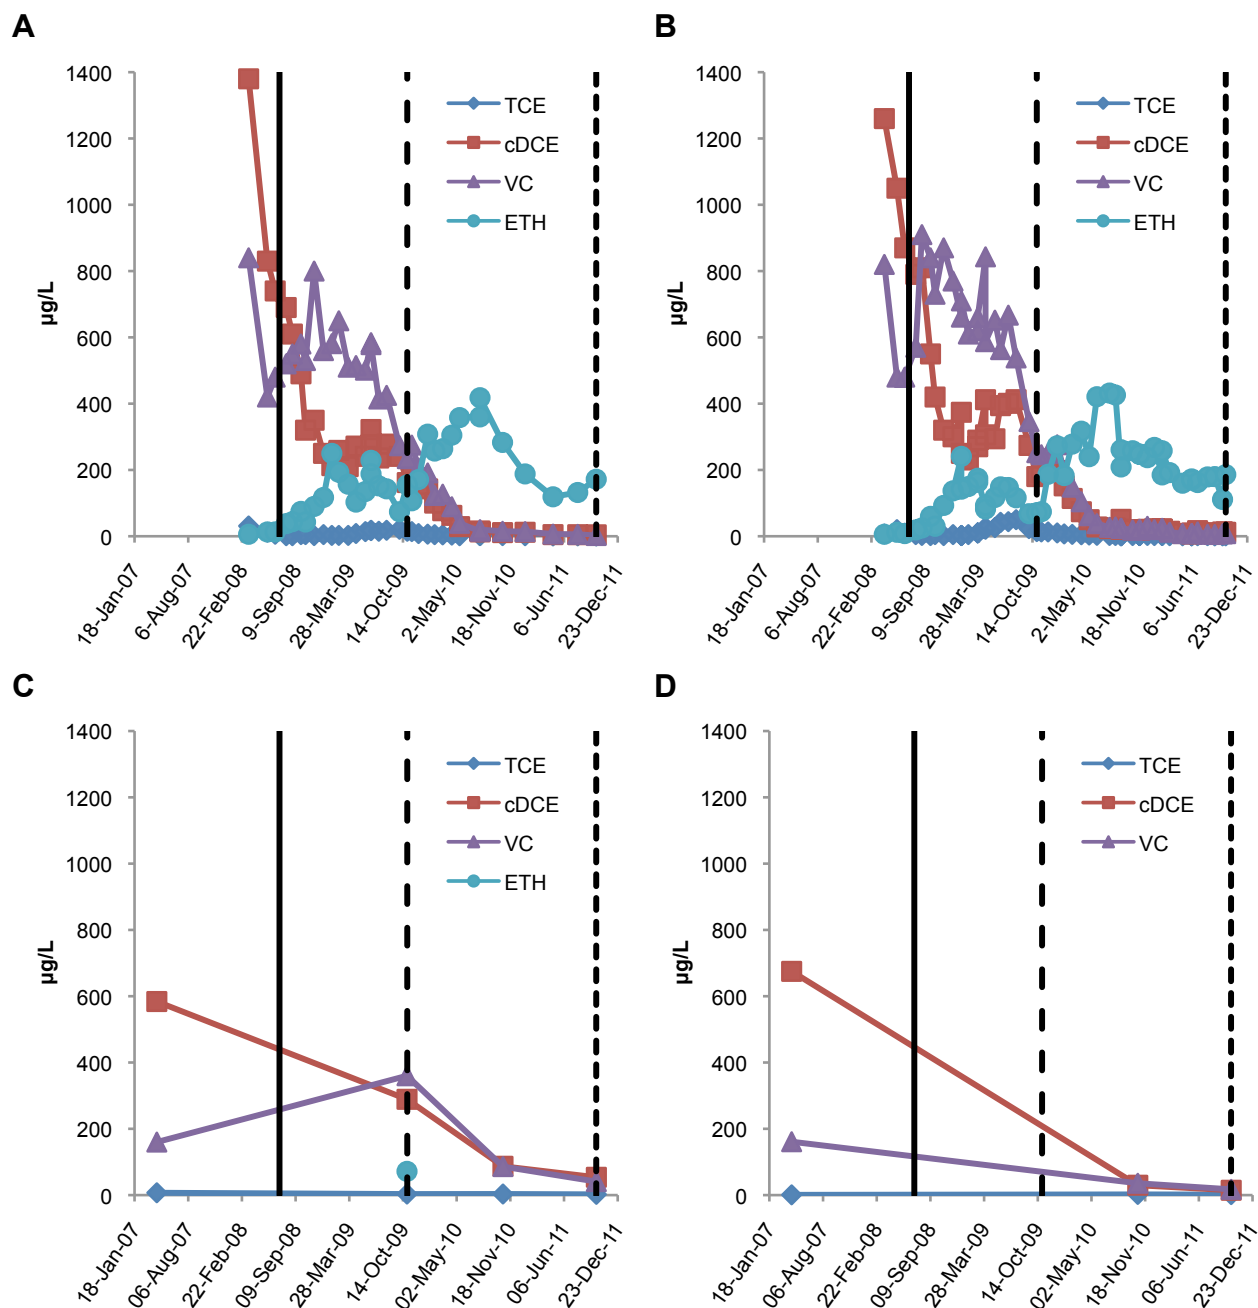 A
1400
1200
1000
800
600
400
200
0
µg/L
TCE
cDCE
VC
ETH
18-Jan-07
6-Aug-07
22-Feb-08
9-Sep-08
28-Mar-09
14-Oct-09
2-May-10
18-Nov-10
6-Jun-11
23-Dec-11
B
1400
1200
1000
800
600
400
200
0
µg/L
TCE
cDCE
VC
ETH
18-Jan-07
6-Aug-07
22-Feb-08
9-Sep-08
28-Mar-09
14-Oct-09
2-May-10
18-Nov-10
6-Jun-11
23-Dec-11
C
1400
1200
1000
800
600
400
200
0
µg/L
TCE
cDCE
VC
ETH
18-Jan-07
06-Aug-07
22-Feb-08
09-Sep-08
28-Mar-09
14-Oct-09
02-May-10
18-Nov-10
06-Jun-11
23-Dec-11
D
1400
1200
1000
800
600
400
200
0
µg/L
TCE
cDCE
VC
18-Jan-07
06-Aug-07
22-Feb-08
09-Sep-08
28-Mar-09
14-Oct-09
02-May-10
18-Nov-10
06-Jun-11
23-Dec-11